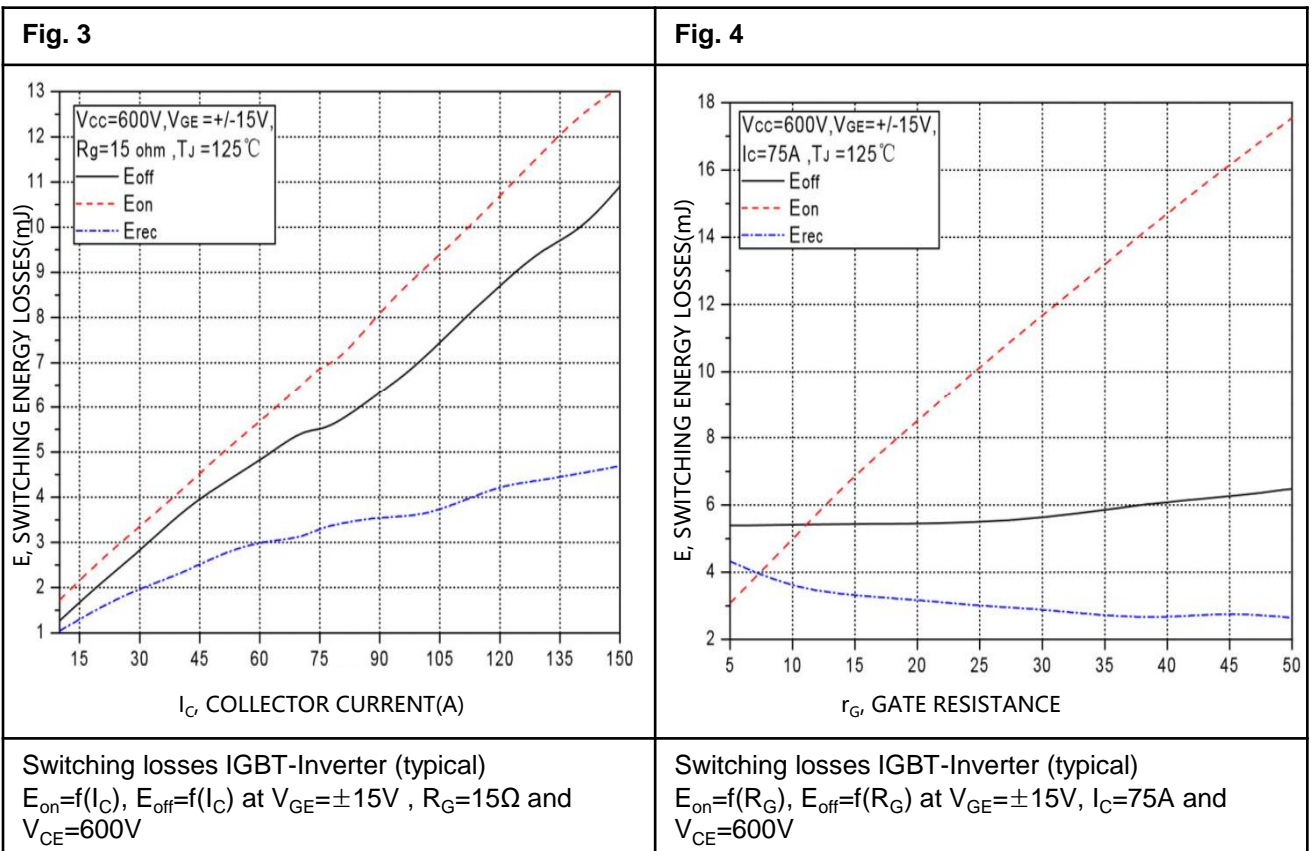 Fig. 3
Fig. 4
13
12
11
10
9
8
7
6
5
4
3
2
1
E, SWITCHING ENERGY LOSSES(mJ)
Vcc=600V,VGE=+/-15V,
Rg=15 ohm ,TJ=125℃
Eoff
Eon
Erec
15 30 45 60 75 90 105 120 135 150
IC, COLLECTOR CURRENT(A)
18
16
14
12
10
8
6
4
2
E, SWITCHING ENERGY LOSSES(mJ)
Vcc=600V,VGE=+/-15V,
Ic=75A ,TJ=125℃
Eoff
Eon
Erec
5 10 15 20 25 30 35 40 45 50
rG, GATE RESISTANCE
Switching losses IGBT-Inverter (typical)
Eon=f(IC), Eoff=f(IC) at VGE=±15V , RG=15Ω and
VCE=600V
Switching losses IGBT-Inverter (typical)
Eon=f(RG), Eoff=f(RG) at VGE=±15V, IC=75A and
VCE=600V